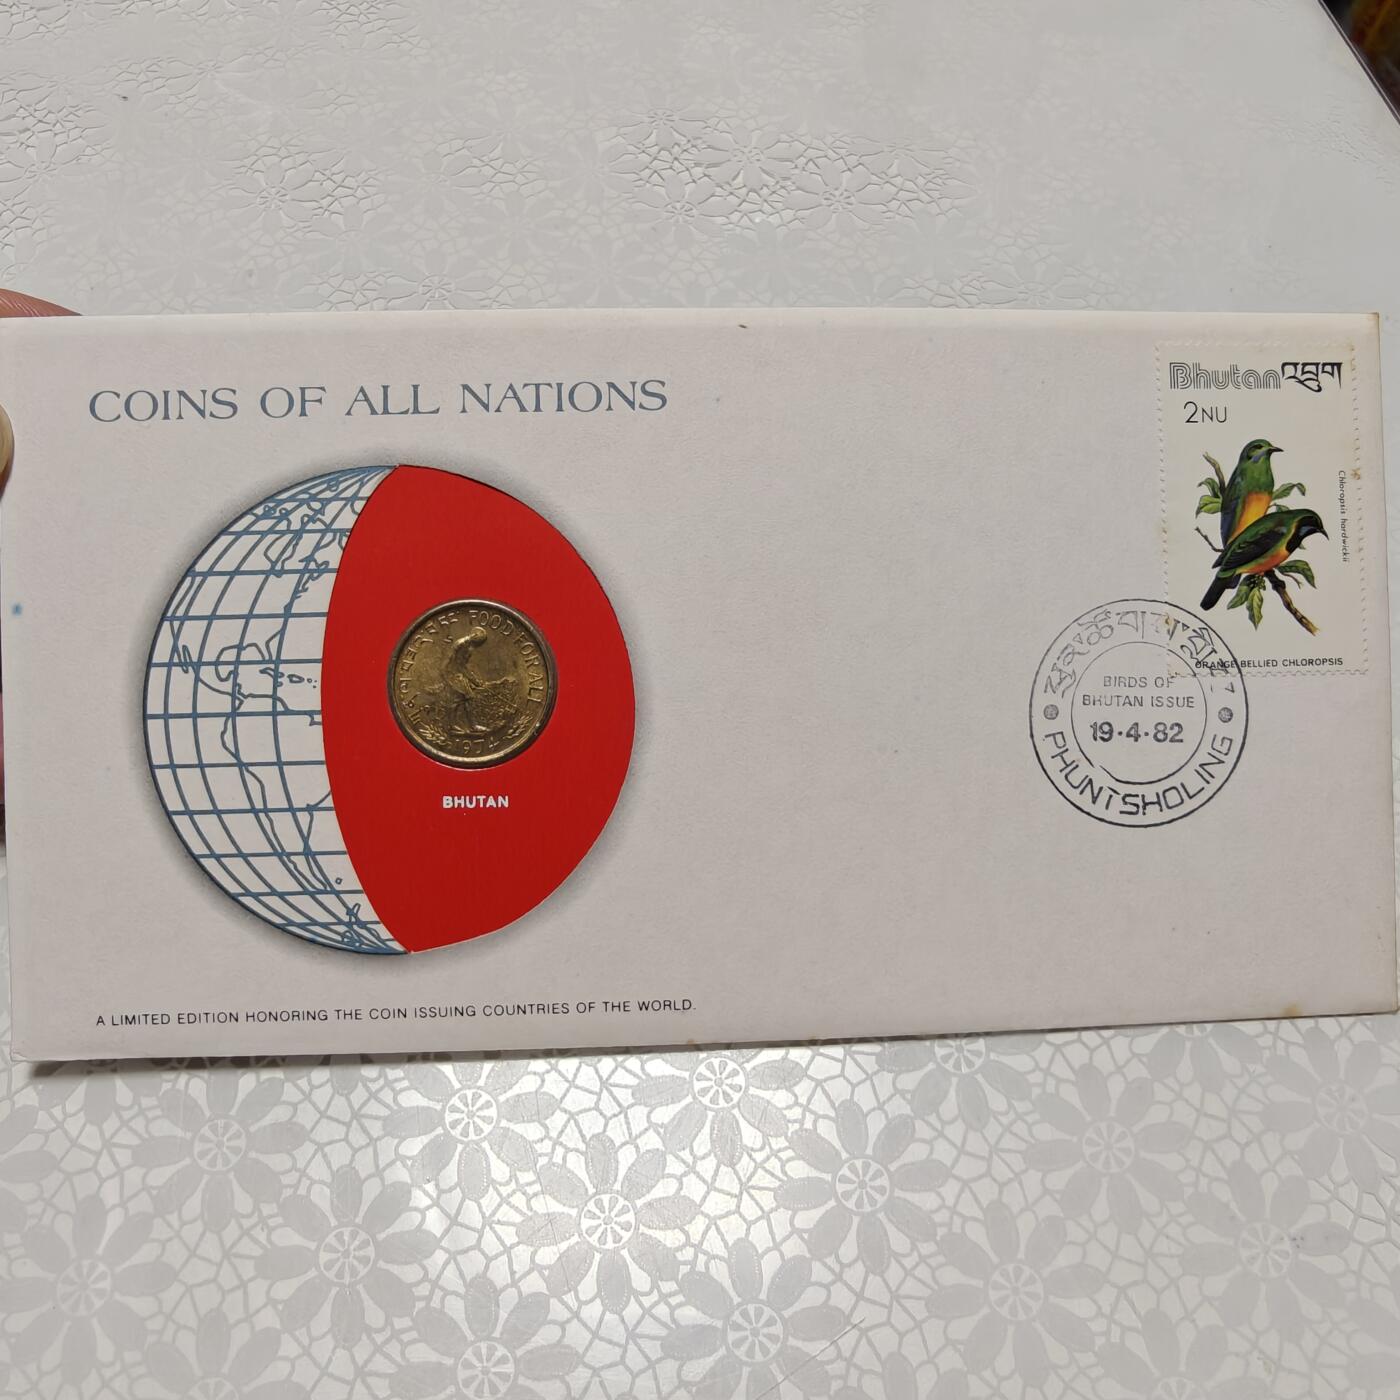 COINS OF ALL NATIONS
Bhutan འབྲུག
2NU
Chloropsis hardwickii
ORANGE BELLIED CHLOROPSIS
FOOD FOR ALL
1974
BHUTAN
BIRDS OF
BHUTAN ISSUE
19·4·82
PHUNTSHOLING
A LIMITED EDITION HONORING THE COIN ISSUING COUNTRIES OF THE WORLD.